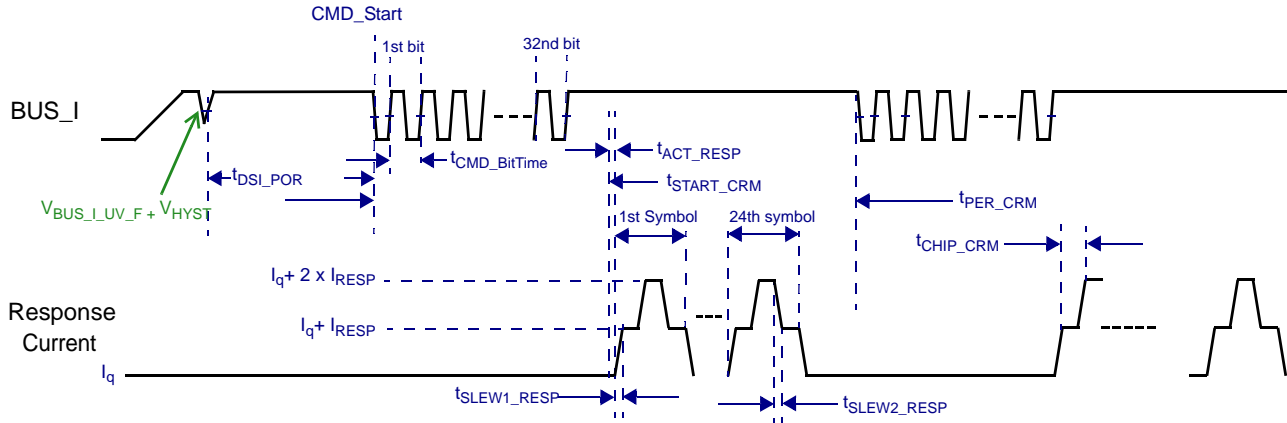 CMD_Start
1st bit
32nd bit
BUS_I
tACT_RESP
tCMD_BitTime
tDSI_POR
tSTART_CRM
VBUS_I_UV_F + VHYST
tPER_CRM
1st Symbol
24th symbol
tCHIP_CRM
Iq+ 2 x IRESP
Response
Current
Iq+ IRESP
Iq
tSLEW1_RESP
tSLEW2_RESP